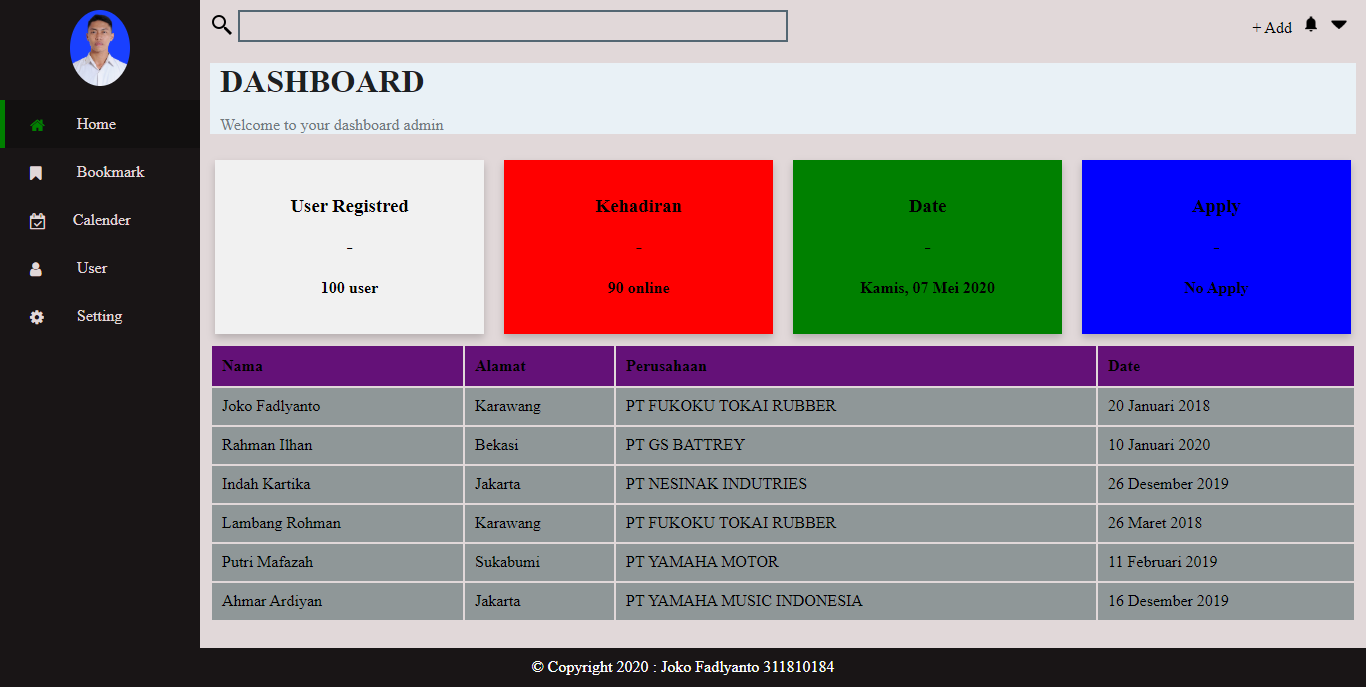 + Add
DASHBOARD
Welcome to your dashboard admin
Home
Bookmark
Calender
User
Setting
User Registred
-
100 user
Kehadiran
-
90 online
Date
-
Kamis, 07 Mei 2020
Apply
-
No Apply
Nama Alamat Perusahaan Date
Joko Fadlyanto Karawang PT FUKOKU TOKAI RUBBER 20 Januari 2018
Rahman Ilhan Bekasi PT GS BATTREY 10 Januari 2020
Indah Kartika Jakarta PT NESINAK INDUTRIES 26 Desember 2019
Lambang Rohman Karawang PT FUKOKU TOKAI RUBBER 26 Maret 2018
Putri Mafazah Sukabumi PT YAMAHA MOTOR 11 Februari 2019
Ahmar Ardiyan Jakarta PT YAMAHA MUSIC INDONESIA 16 Desember 2019
© Copyright 2020 : Joko Fadlyanto 311810184